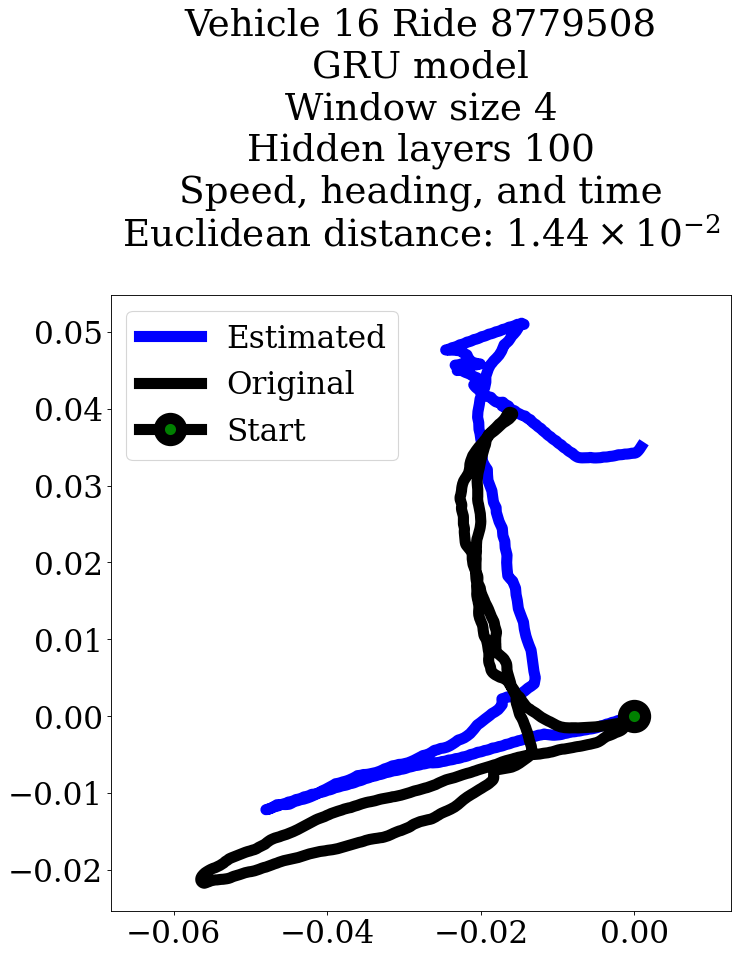 Vehicle 16 Ride 8779508
GRU model
Window size 4
Hidden layers 100
Speed, heading, and time
Euclidean distance: 1.44 × 10⁻²
Estimated
Original
Start
0.05
0.04
0.03
0.02
0.01
0.00
−0.01
−0.02
−0.06 −0.04 −0.02 0.00